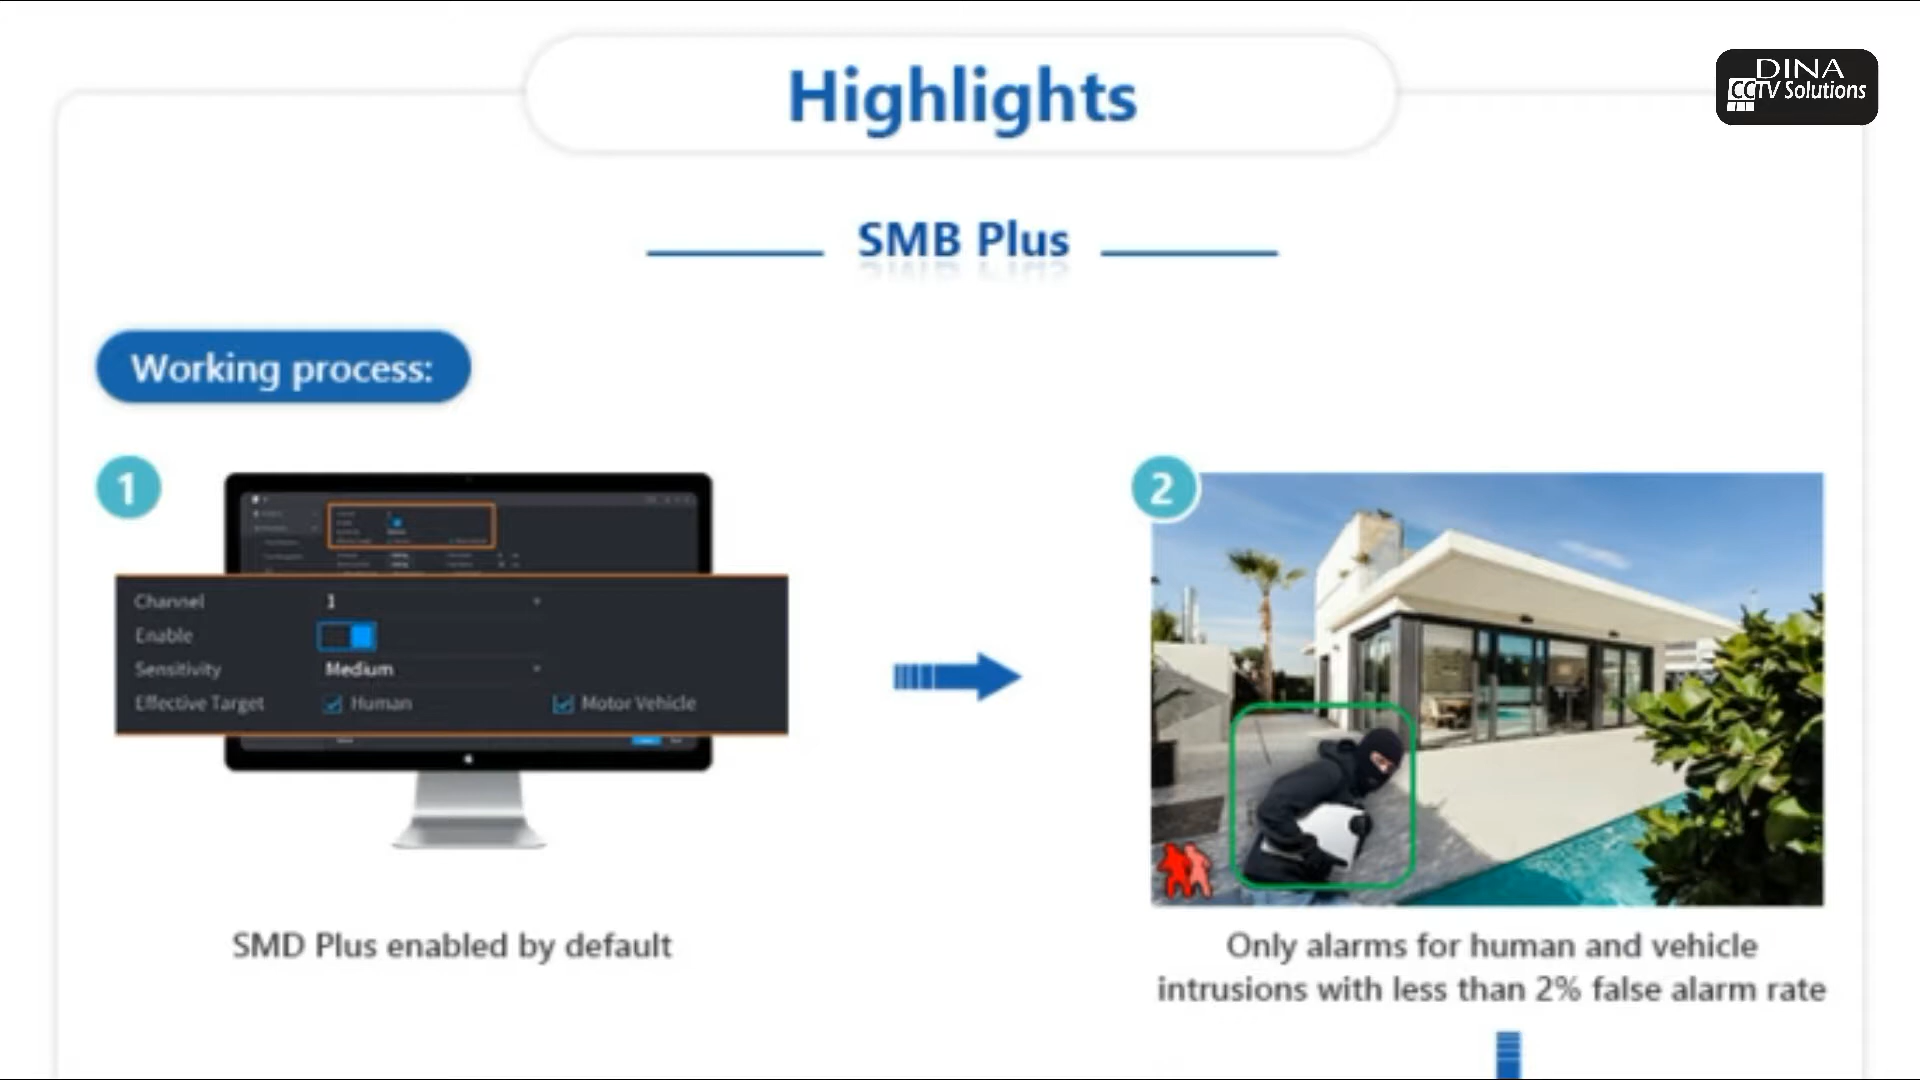 Highlights
DINA
CCTV Solutions
SMB Plus
Working process:
1
2
Channel 1
Enable
Sensitivity Medium
Effective Target Human Motor Vehicle
SMD Plus enabled by default
Only alarms for human and vehicle
intrusions with less than 2% false alarm rate